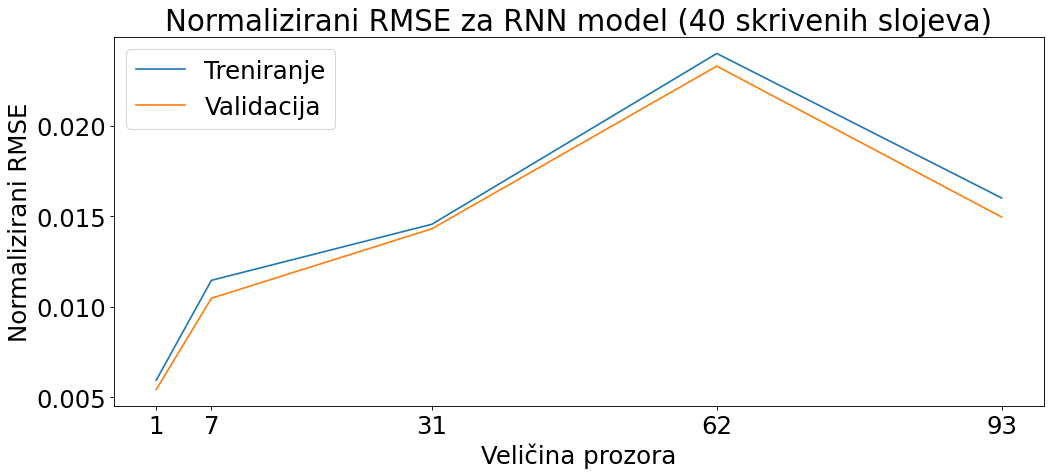 Normalizirani RMSE za RNN model (40 skrivenih slojeva)
Treniranje
Validacija
Normalizirani RMSE
0.020
0.015
0.010
0.005
1 7 31 62 93
Veličina prozora